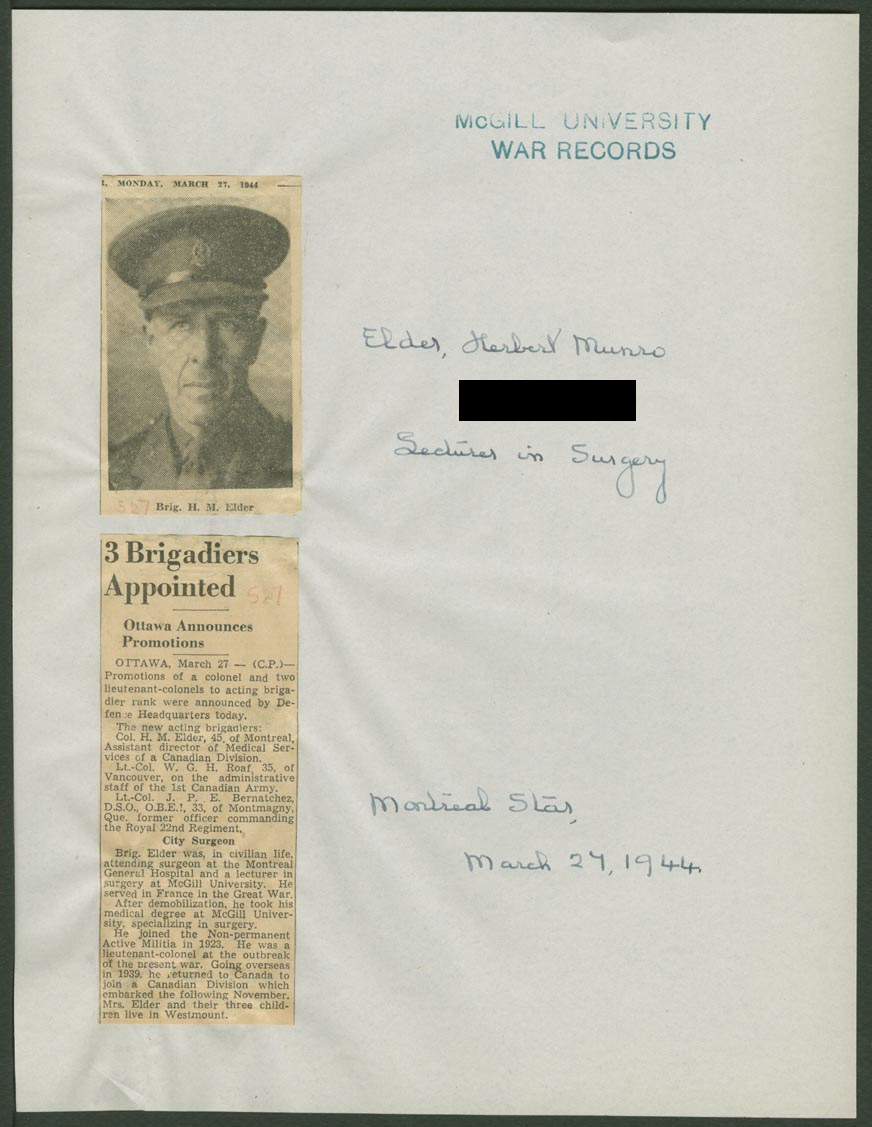 McGILL UNIVERSITY
WAR RECORDS
MONDAY, MARCH 27, 1944
Elder, Herbert Munro
Lecturer in Surgery
527 Brig. H. M. Elder
3 Brigadiers
Appointed 527
Ottawa Announces
Promotions
OTTAWA, March 27 — (C.P.)—
Promotions of a colonel and two
lieutenant-colonels to acting briga-
dier rank were announced by De-
fence Headquarters today.
The new acting brigadiers:
Col. H. M. Elder, 45, of Montreal,
Assistant director of Medical Ser-
vices of a Canadian Division.
Lt.-Col. W. G. H. Roaf, 35, of
Vancouver, on the administrative
staff of the 1st Canadian Army.
Lt.-Col. J. P. E. Bernatchez,
D.S.O., O.B.E., 33, of Montmagny,
Que. former officer commanding
the Royal 22nd Regiment.
City Surgeon
Brig. Elder was, in civilian life,
attending surgeon at the Montreal
General Hospital and a lecturer in
surgery at McGill University. He
served in France in the Great War.
After demobilization, he took his
medical degree at McGill Univer-
sity, specializing in surgery.
He joined the Non-permanent
Active Militia in 1923. He was a
lieutenant-colonel at the outbreak
of the present war. Going overseas
in 1939, he returned to Canada to
join a Canadian Division which
embarked the following November.
Mrs. Elder and their three child-
ren live in Westmount.
Montreal Star,
March 27, 1944.